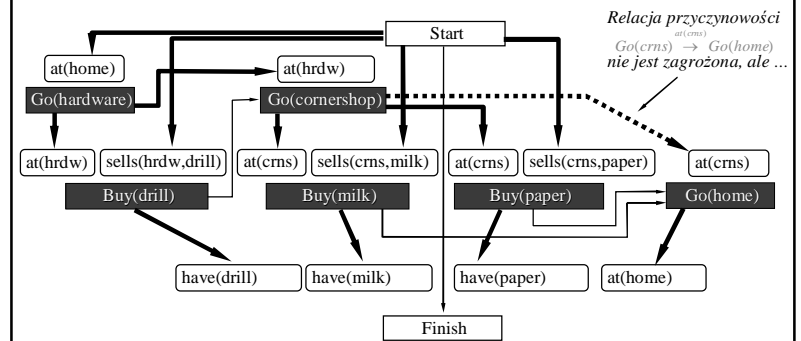 Relacja przyczynowości
Start
at(crns)
Go(crns) → Go(home)
nie jest zagrożona, ale ...
at(home)
at(hrdw)
Go(hardware)
Go(cornershop)
at(hrdw)
sells(hrdw,drill)
at(crns)
sells(crns,milk)
at(crns)
sells(crns,paper)
at(crns)
Buy(drill)
Buy(milk)
Buy(paper)
Go(home)
have(drill)
have(milk)
have(paper)
at(home)
Finish